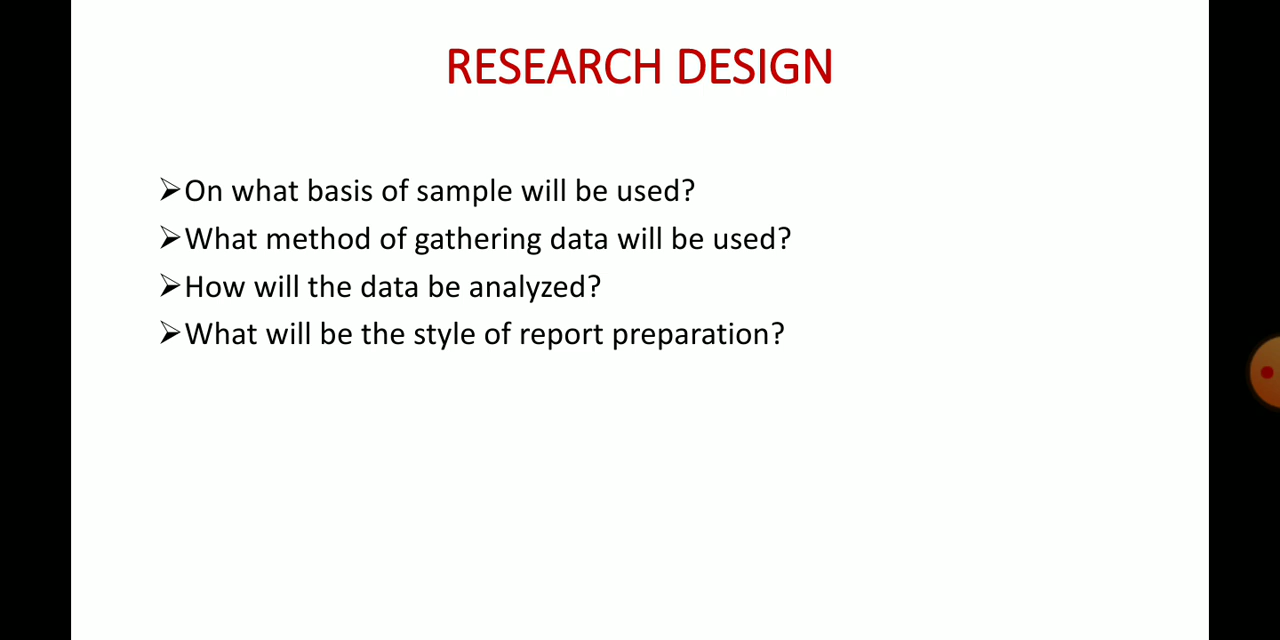 RESEARCH DESIGN
➢On what basis of sample will be used?
➢What method of gathering data will be used?
➢How will the data be analyzed?
➢What will be the style of report preparation?